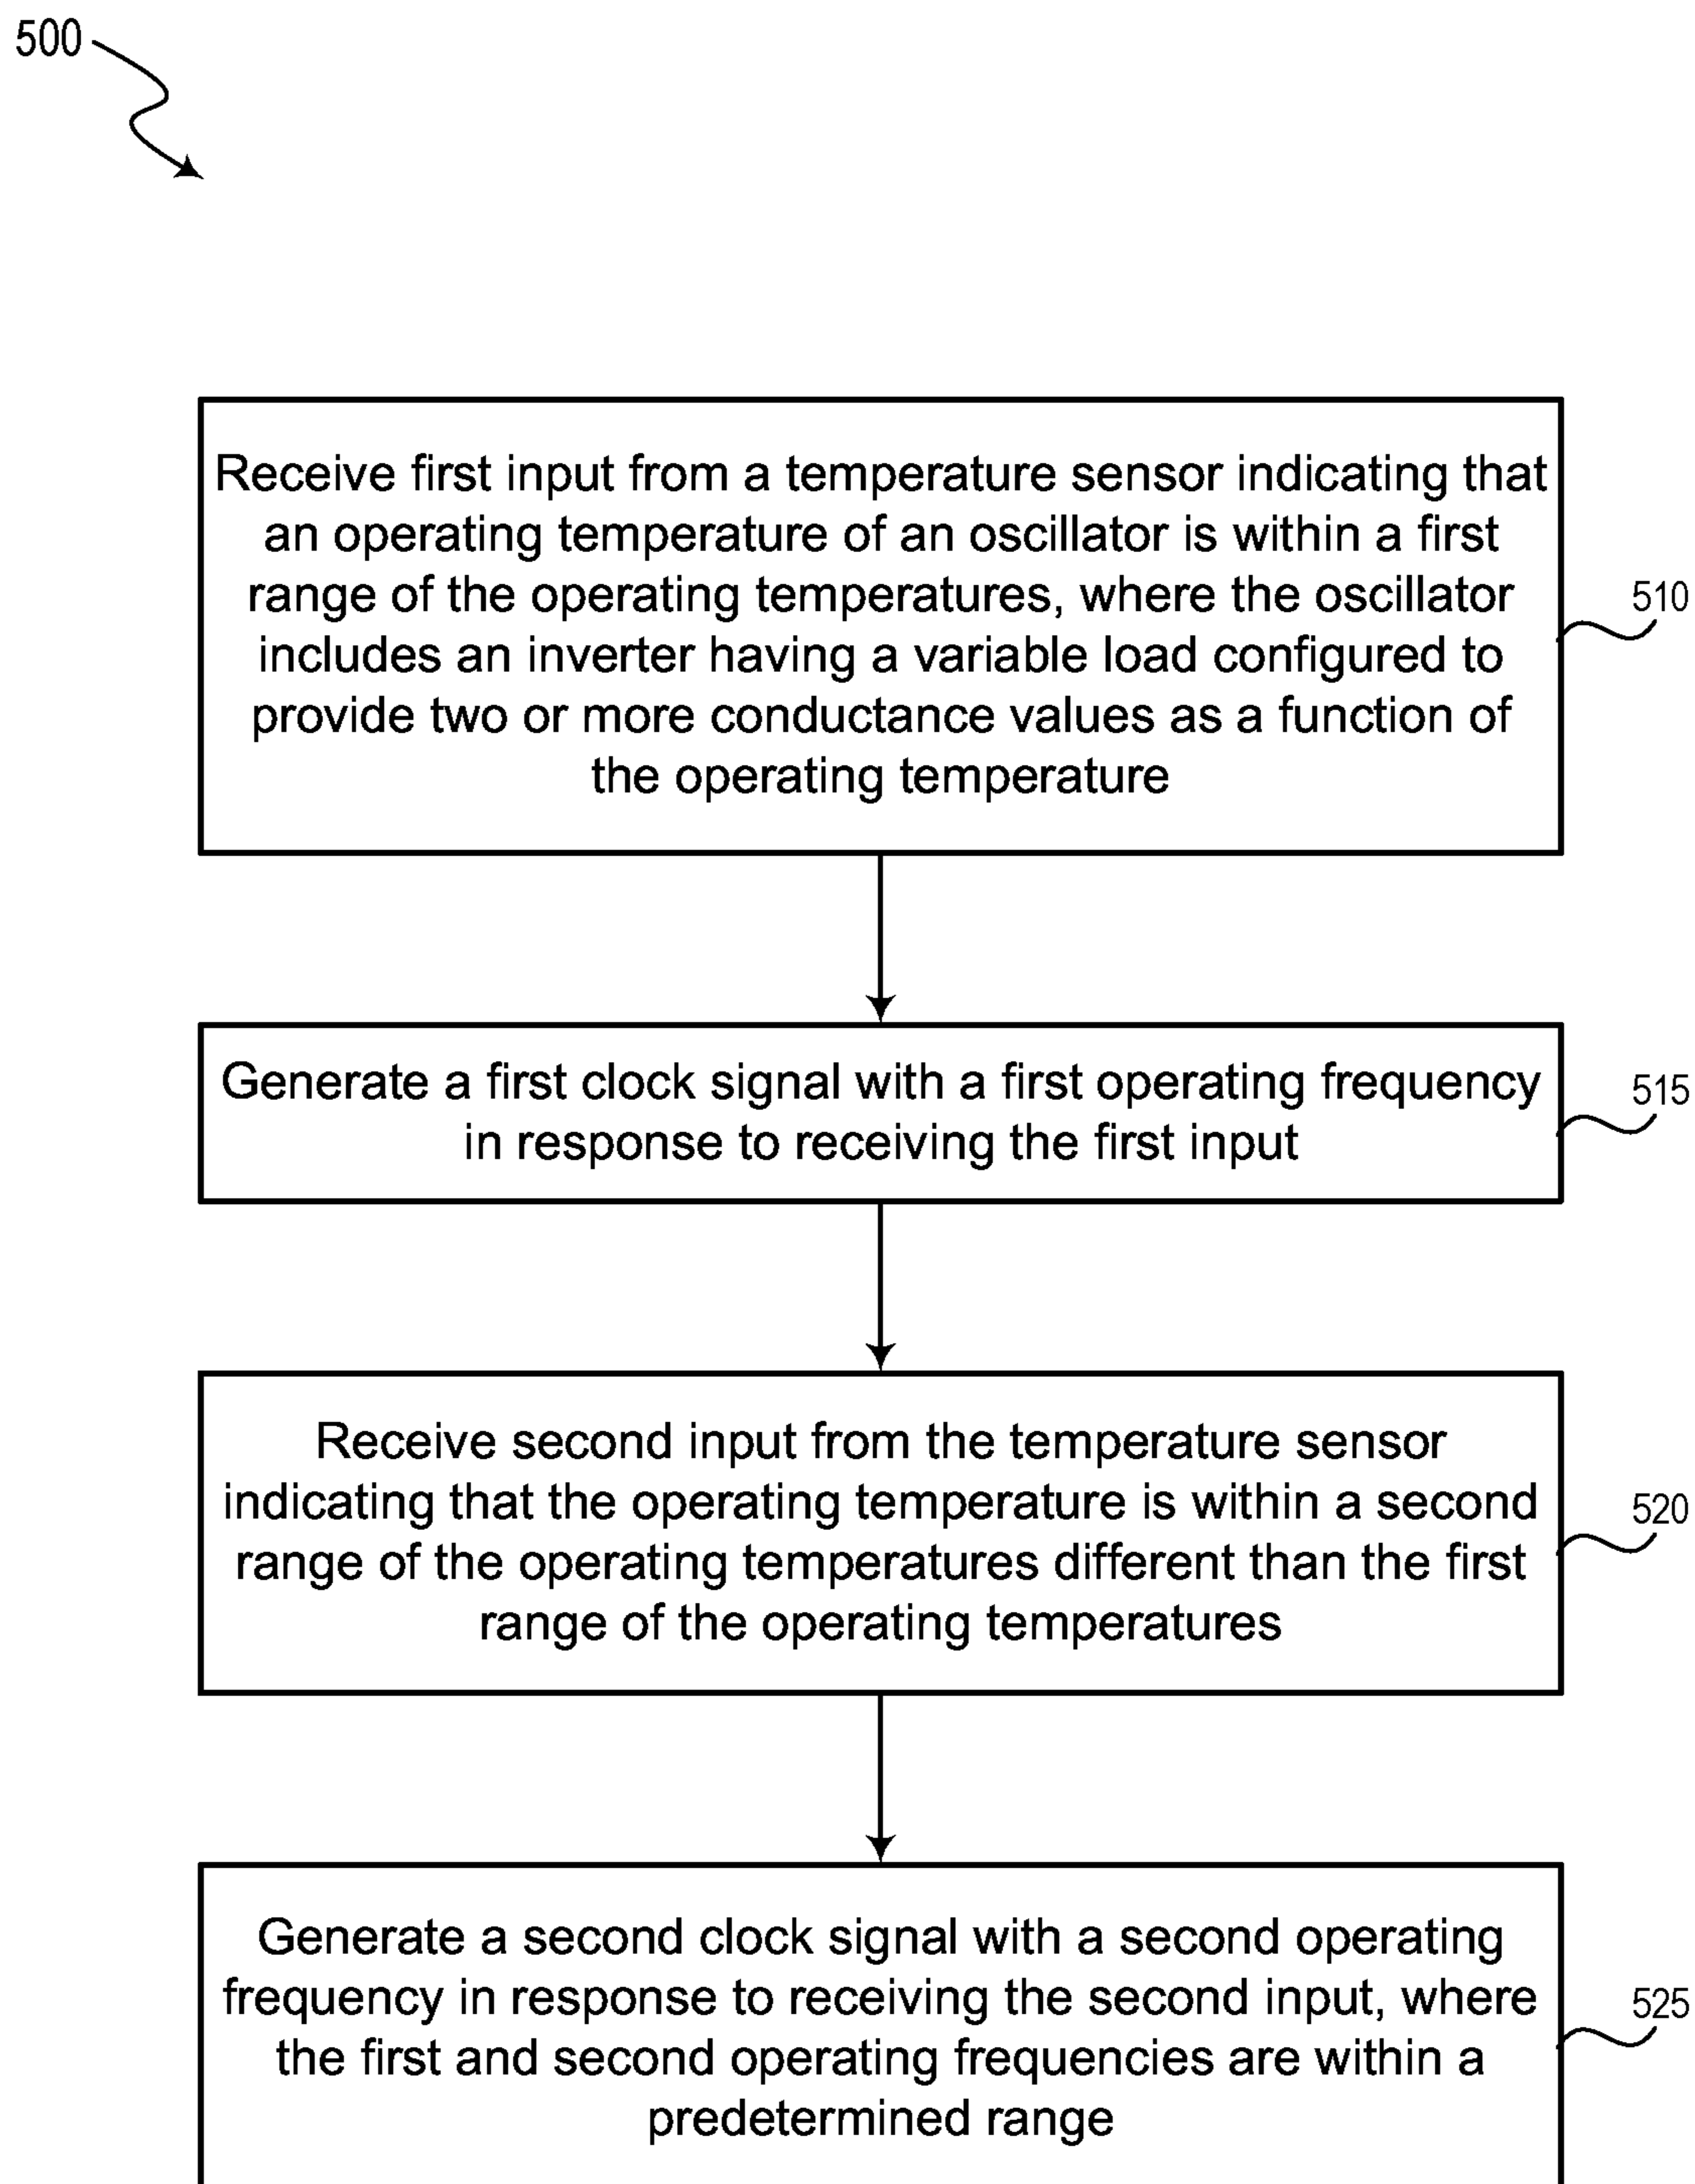 500
Receive first input from a temperature sensor indicating that
an operating temperature of an oscillator is within a first
range of the operating temperatures, where the oscillator
includes an inverter having a variable load configured to
provide two or more conductance values as a function of
the operating temperature
510
Generate a first clock signal with a first operating frequency
in response to receiving the first input
515
Receive second input from the temperature sensor
indicating that the operating temperature is within a second
range of the operating temperatures different than the first
range of the operating temperatures
520
Generate a second clock signal with a second operating
frequency in response to receiving the second input, where
the first and second operating frequencies are within a
predetermined range
525